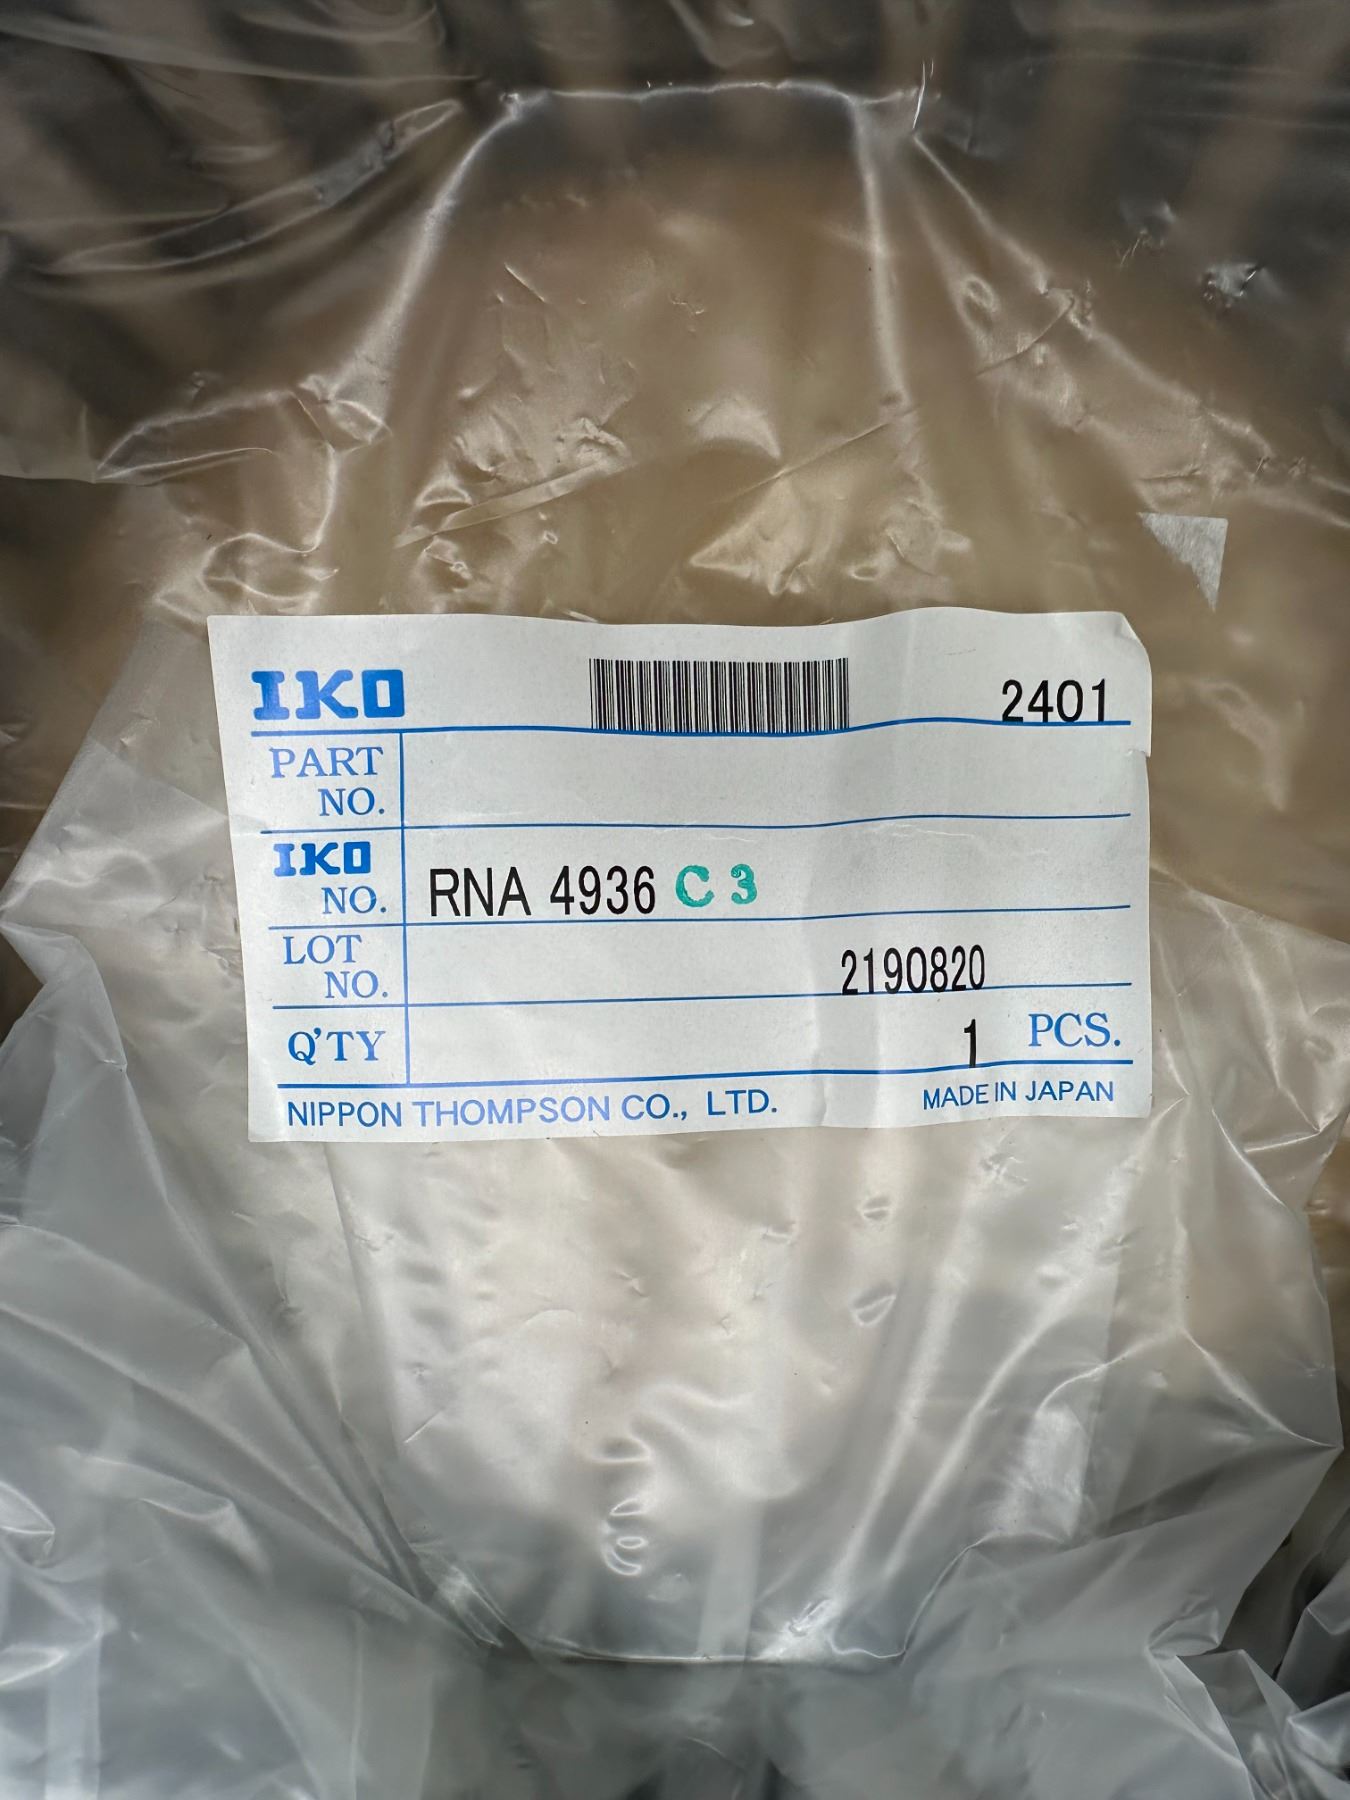 IKO 2401
PART NO.
IKO NO. RNA 4936 C3
LOT NO. 2190820
Q'TY 1 PCS.
NIPPON THOMPSON CO., LTD. MADE IN JAPAN